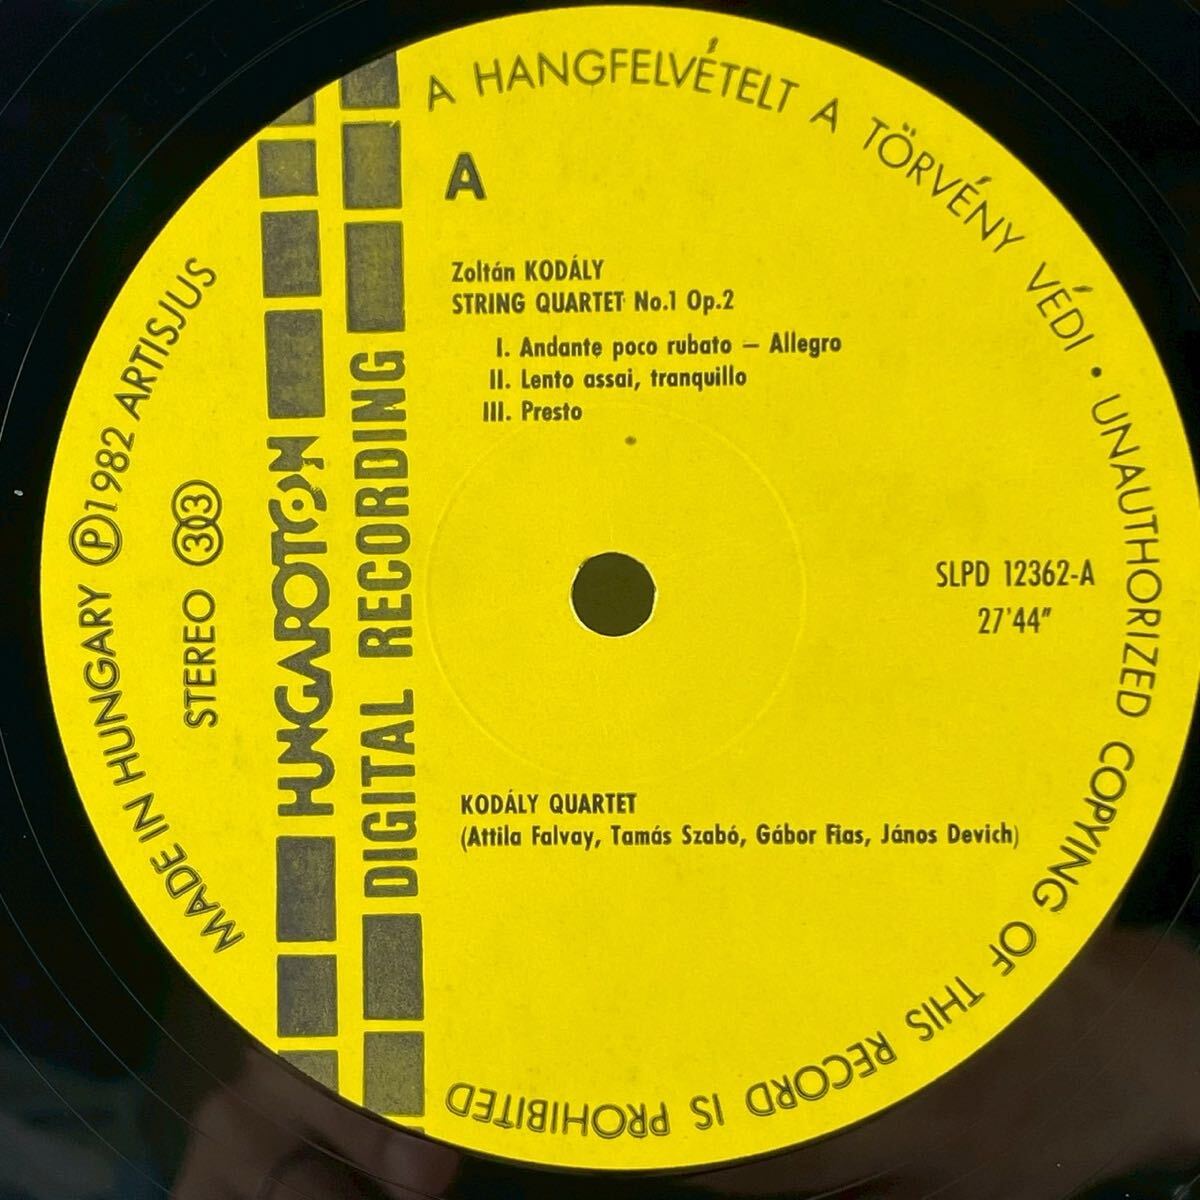 A HANGFELVÉTELT A TÖRVÉNY VÉDI • UNAUTHORIZED COPYING OF THIS RECORD IS PROHIBITED
MADE IN HUNGARY Ⓟ 1982 ARTISJUS
STEREO 33
HUNGAROTON
DIGITAL RECORDING
A
Zoltán KODÁLY
STRING QUARTET No.1 Op.2
I. Andante poco rubato – Allegro
II. Lento assai, tranquillo
III. Presto
SLPD 12362-A
27'44"
KODÁLY QUARTET
(Attila Falvay, Tamás Szabó, Gábor Fias, János Devich)